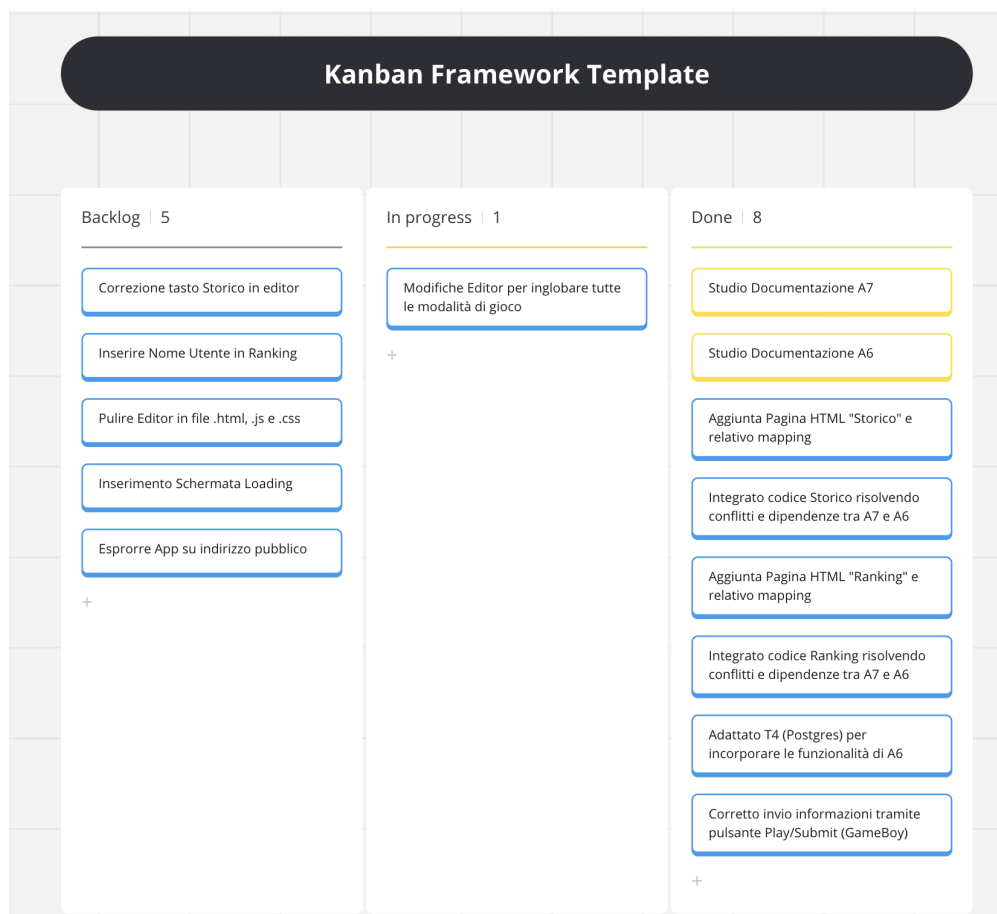 Kanban Framework Template
Backlog | 5
Correzione tasto Storico in editor
Inserire Nome Utente in Ranking
Pulire Editor in file .html, .js e .css
Inserimento Schermata Loading
Esprorre App su indirizzo pubblico
+
In progress | 1
Modifiche Editor per inglobare tutte
le modalità di gioco
+
Done | 8
Studio Documentazione A7
Studio Documentazione A6
Aggiunta Pagina HTML "Storico" e
relativo mapping
Integrato codice Storico risolvendo
conflitti e dipendenze tra A7 e A6
Aggiunta Pagina HTML "Ranking" e
relativo mapping
Integrato codice Ranking risolvendo
conflitti e dipendenze tra A7 e A6
Adattato T4 (Postgres) per
incorporare le funzionalità di A6
Corretto invio informazioni tramite
pulsante Play/Submit (GameBoy)
+